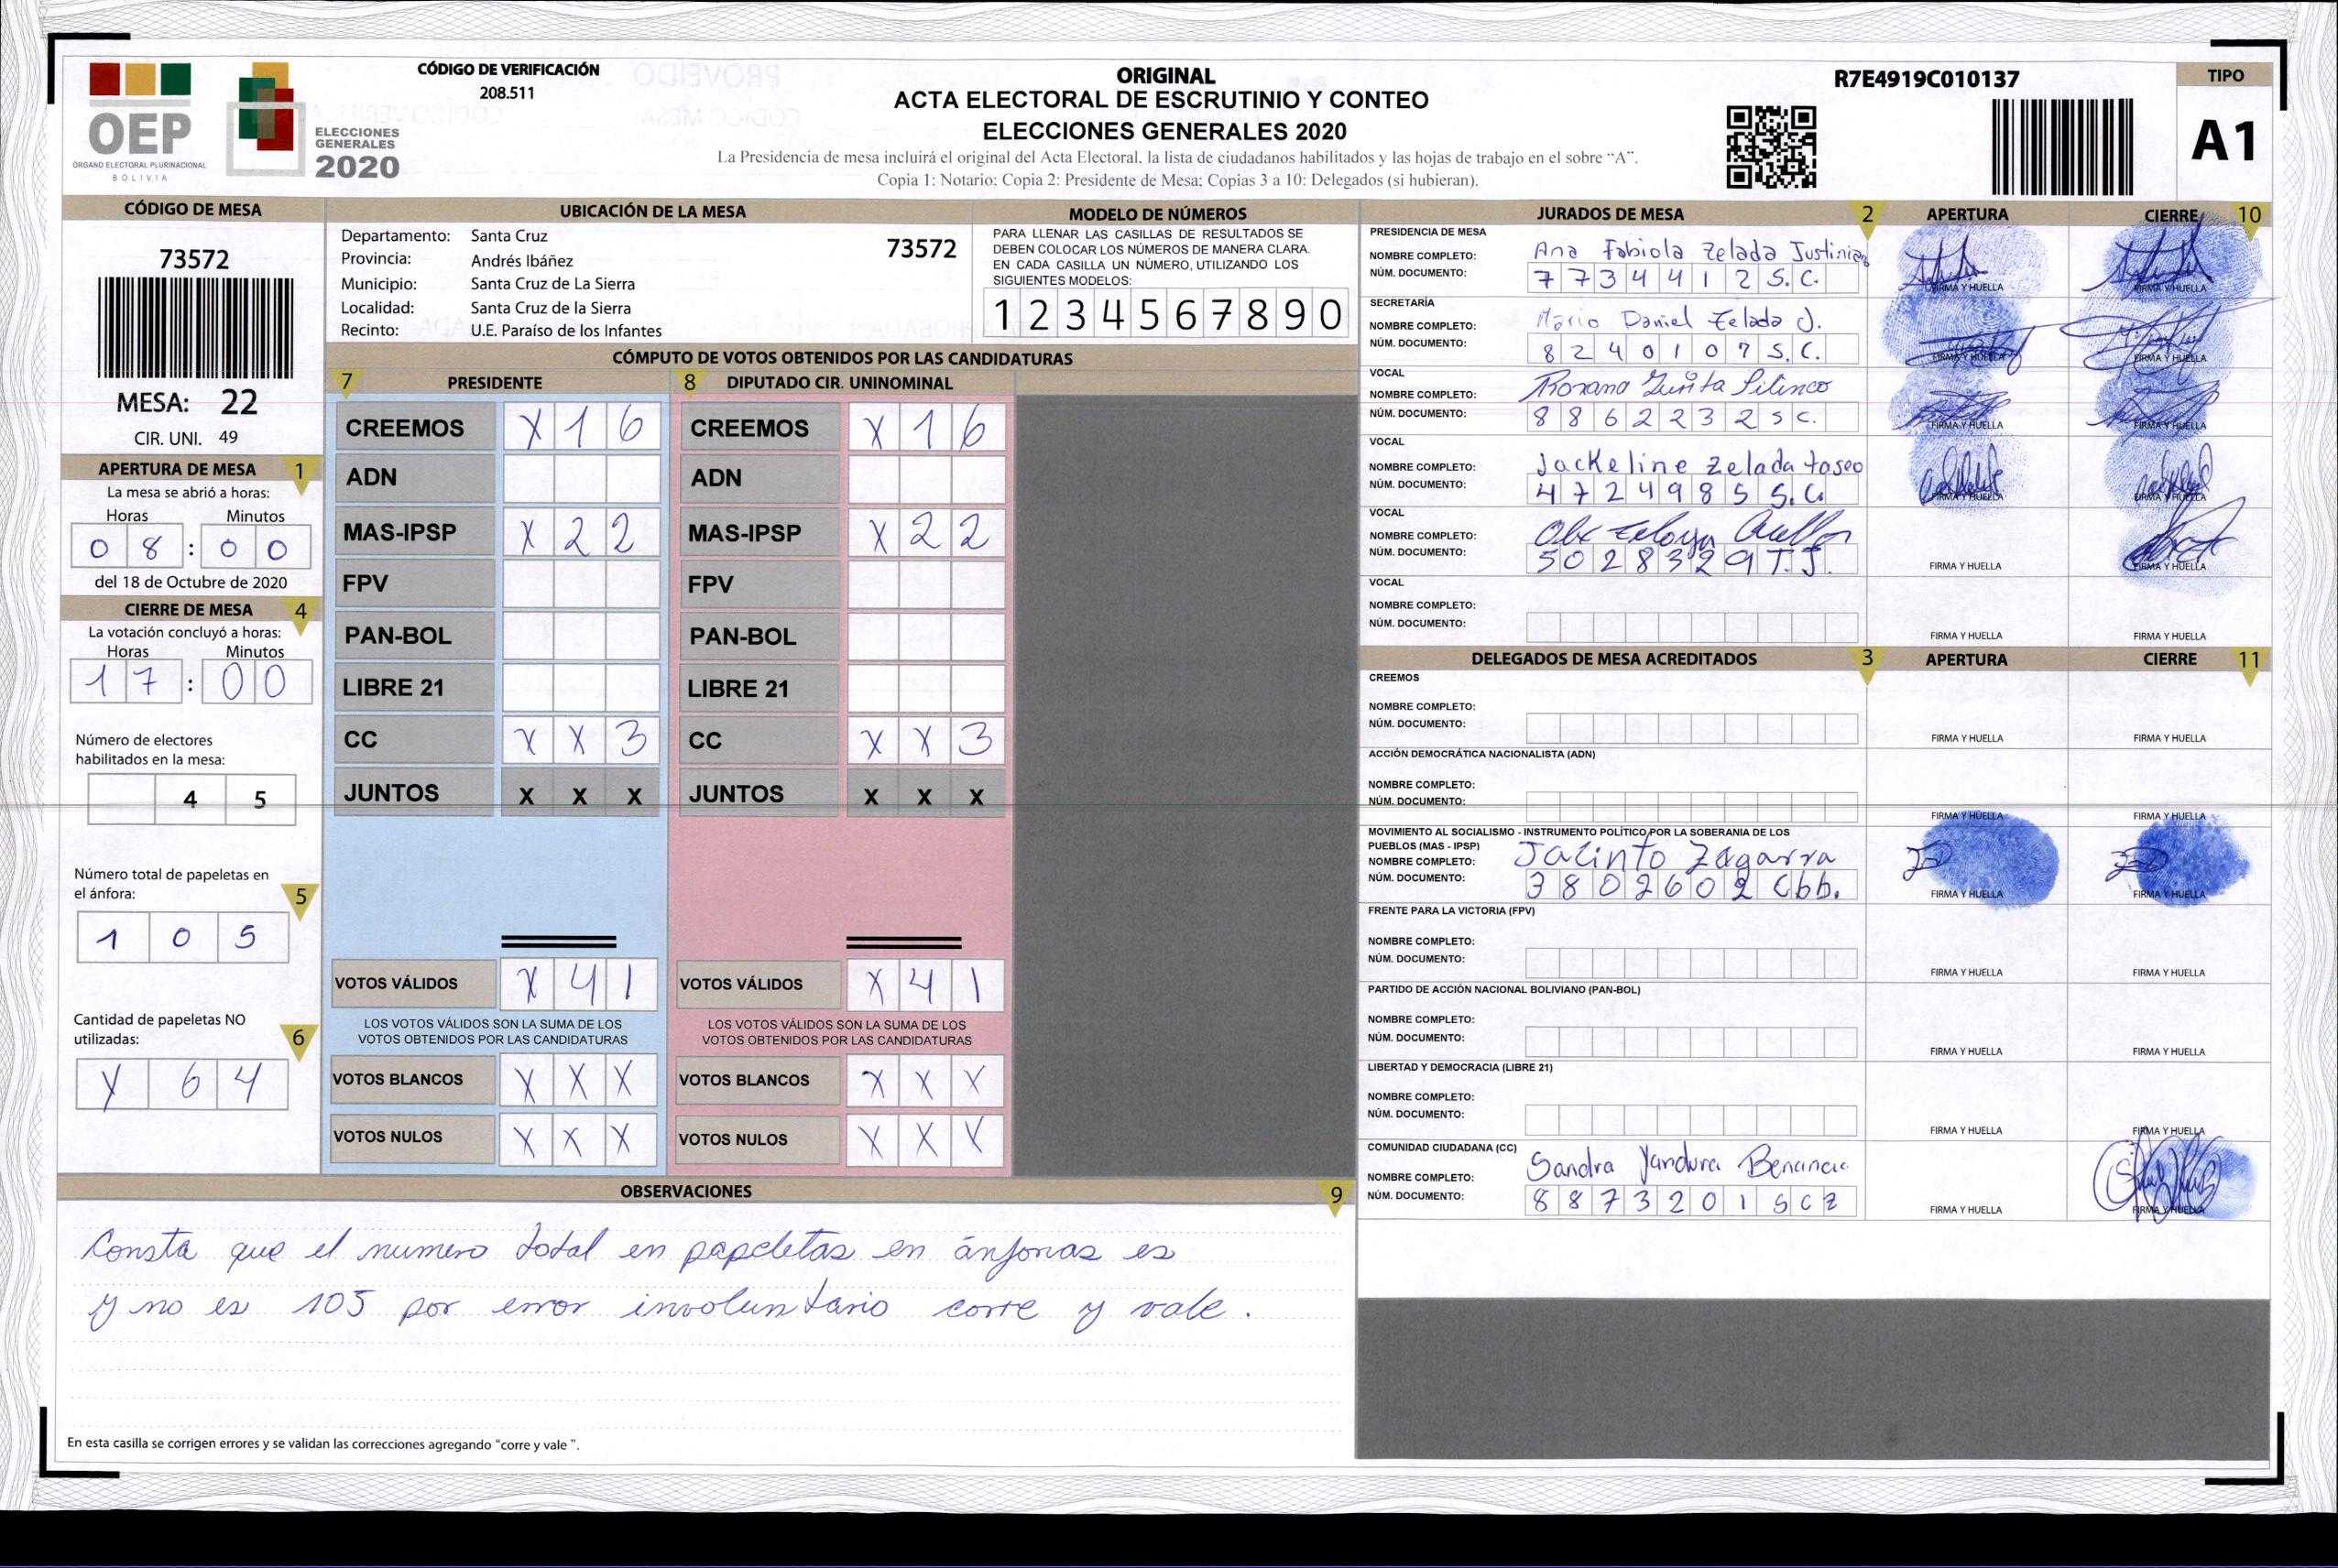 CÓDIGO DE VERIFICACIÓN
208.511
OEP
ÓRGANO ELECTORAL PLURINACIONAL
BOLIVIA
ELECCIONES
GENERALES
2020
ORIGINAL
ACTA ELECTORAL DE ESCRUTINIO Y CONTEO
ELECCIONES GENERALES 2020
La Presidencia de mesa incluirá el original del Acta Electoral, la lista de ciudadanos habilitados y las hojas de trabajo en el sobre "A".
Copia 1: Notario; Copia 2: Presidente de Mesa; Copias 3 a 10: Delegados (si hubieran).
R7E4919C010137
TIPO
A1
CÓDIGO DE MESA
73572
MESA: 22
CIR. UNI. 49
APERTURA DE MESA 1
La mesa se abrió a horas:
Horas Minutos
0 8 : 0 0
del 18 de Octubre de 2020
CIERRE DE MESA 4
La votación concluyó a horas:
Horas Minutos
1 7 : 0 0
Número de electores
habilitados en la mesa:
4 5
Número total de papeletas en
el ánfora: 5
1 0 5
Cantidad de papeletas NO
utilizadas: 6
X 6 4
UBICACIÓN DE LA MESA
Departamento: Santa Cruz 73572
Provincia: Andrés Ibáñez
Municipio: Santa Cruz de La Sierra
Localidad: Santa Cruz de la Sierra
Recinto: U.E. Paraíso de los Infantes
MODELO DE NÚMEROS
PARA LLENAR LAS CASILLAS DE RESULTADOS SE
DEBEN COLOCAR LOS NÚMEROS DE MANERA CLARA.
EN CADA CASILLA UN NÚMERO, UTILIZANDO LOS
SIGUIENTES MODELOS:
1 2 3 4 5 6 7 8 9 0
CÓMPUTO DE VOTOS OBTENIDOS POR LAS CANDIDATURAS
7 PRESIDENTE 8 DIPUTADO CIR. UNINOMINAL
CREEMOS X 1 6 CREEMOS X 1 6
ADN ADN
MAS-IPSP X 2 2 MAS-IPSP X 2 2
FPV FPV
PAN-BOL PAN-BOL
LIBRE 21 LIBRE 21
CC X X 3 CC X X 3
JUNTOS X X X JUNTOS X X X
VOTOS VÁLIDOS X 4 1 VOTOS VÁLIDOS X 4 1
LOS VOTOS VÁLIDOS SON LA SUMA DE LOS LOS VOTOS VÁLIDOS SON LA SUMA DE LOS
VOTOS OBTENIDOS POR LAS CANDIDATURAS VOTOS OBTENIDOS POR LAS CANDIDATURAS
VOTOS BLANCOS X X X VOTOS BLANCOS X X X
VOTOS NULOS X X X VOTOS NULOS X X X
OBSERVACIONES 9
Consta que el numero total en papeletas en ánforas es
y no es 105 por error involuntario corre y vale.
En esta casilla se corrigen errores y se validan las correcciones agregando "corre y vale ".
JURADOS DE MESA 2 APERTURA CIERRE 10
PRESIDENCIA DE MESA
NOMBRE COMPLETO: Ana Fabiola Zelada Justiniano
NÚM. DOCUMENTO: 7 7 3 4 4 1 2 S. C. FIRMA Y HUELLA FIRMA Y HUELLA
SECRETARÍA
NOMBRE COMPLETO: Mario Daniel Zelada J.
NÚM. DOCUMENTO: 8 2 4 0 1 0 7 S. C. FIRMA Y HUELLA FIRMA Y HUELLA
VOCAL
NOMBRE COMPLETO: Roxana
NÚM. DOCUMENTO: 8 8 6 2 2 3 2 S C. FIRMA Y HUELLA FIRMA Y HUELLA
VOCAL
NOMBRE COMPLETO: Jackeline Zelada toseo
NÚM. DOCUMENTO: 4 7 2 4 9 8 5 S. C. FIRMA Y HUELLA FIRMA Y HUELLA
VOCAL
NOMBRE COMPLETO:
NÚM. DOCUMENTO: 5 0 2 8 3 2 9 T. J. FIRMA Y HUELLA FIRMA Y HUELLA
VOCAL
NOMBRE COMPLETO:
NÚM. DOCUMENTO: FIRMA Y HUELLA FIRMA Y HUELLA
DELEGADOS DE MESA ACREDITADOS 3 APERTURA CIERRE 11
CREEMOS
NOMBRE COMPLETO:
NÚM. DOCUMENTO: FIRMA Y HUELLA FIRMA Y HUELLA
ACCIÓN DEMOCRÁTICA NACIONALISTA (ADN)
NOMBRE COMPLETO:
NÚM. DOCUMENTO: FIRMA Y HUELLA FIRMA Y HUELLA
MOVIMIENTO AL SOCIALISMO - INSTRUMENTO POLÍTICO POR LA SOBERANIA DE LOS
PUEBLOS (MAS - IPSP)
NOMBRE COMPLETO: Jacinto Zagarra
NÚM. DOCUMENTO: 3 8 0 2 6 0 2 Cbb. FIRMA Y HUELLA FIRMA Y HUELLA
FRENTE PARA LA VICTORIA (FPV)
NOMBRE COMPLETO:
NÚM. DOCUMENTO: FIRMA Y HUELLA FIRMA Y HUELLA
PARTIDO DE ACCIÓN NACIONAL BOLIVIANO (PAN-BOL)
NOMBRE COMPLETO:
NÚM. DOCUMENTO: FIRMA Y HUELLA FIRMA Y HUELLA
LIBERTAD Y DEMOCRACIA (LIBRE 21)
NOMBRE COMPLETO:
NÚM. DOCUMENTO: FIRMA Y HUELLA FIRMA Y HUELLA
COMUNIDAD CIUDADANA (CC)
NOMBRE COMPLETO: Sandra Yandura
NÚM. DOCUMENTO: 8 8 7 3 2 0 1 S C Z FIRMA Y HUELLA FIRMA Y HUELLA